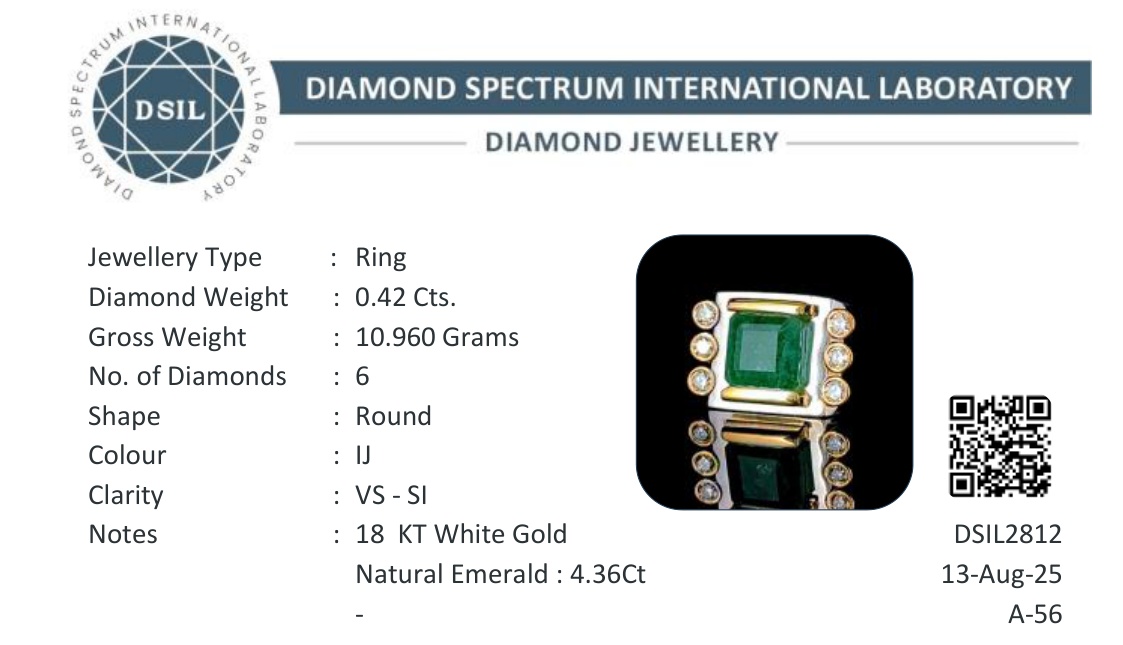 DIAMOND SPECTRUM INTERNATIONAL LABORATORY
DSIL
DIAMOND SPECTRUM INTERNATIONAL LABORATORY
DIAMOND JEWELLERY
Jewellery Type : Ring
Diamond Weight : 0.42 Cts.
Gross Weight : 10.960 Grams
No. of Diamonds : 6
Shape : Round
Colour : IJ
Clarity : VS - SI
Notes : 18 KT White Gold
Natural Emerald : 4.36Ct
-
DSIL2812
13-Aug-25
A-56